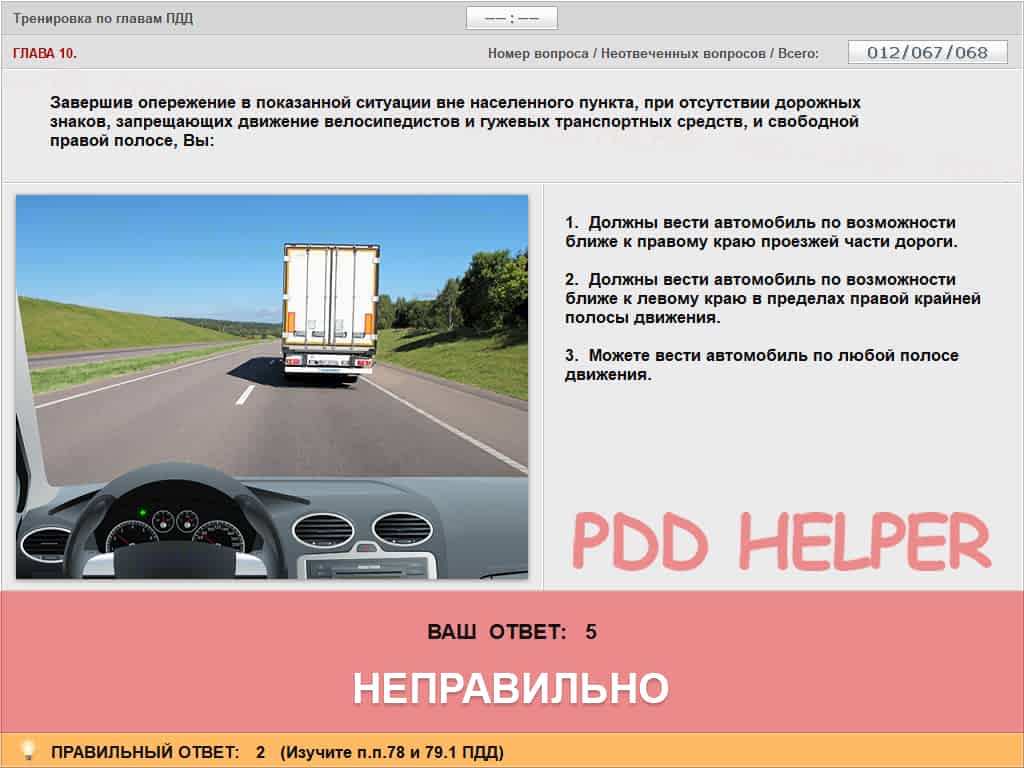 Тренировка по главам ПДД
—— : ——
ГЛАВА 10.
Номер вопроса / Неотвеченных вопросов / Всего:
012/067/068
Завершив опережение в показанной ситуации вне населенного пункта, при отсутствии дорожных
знаков, запрещающих движение велосипедистов и гужевых транспортных средств, и свободной
правой полосе, Вы:
1. Должны вести автомобиль по возможности
ближе к правому краю проезжей части дороги.
2. Должны вести автомобиль по возможности
ближе к левому краю в пределах правой крайней
полосы движения.
3. Можете вести автомобиль по любой полосе
движения.
PDD HELPER
ВАШ ОТВЕТ: 5
НЕПРАВИЛЬНО
ПРАВИЛЬНЫЙ ОТВЕТ: 2 (Изучите п.п.78 и 79.1 ПДД)